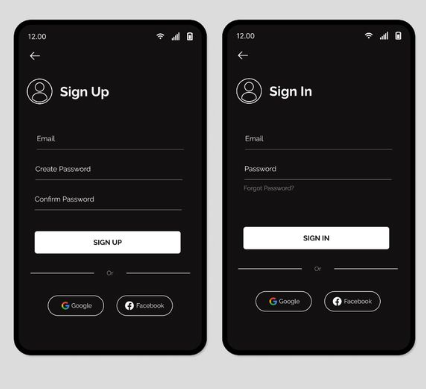 12.00
Sign Up
Email
Create Password
Confirm Password
SIGN UP
Or
Google
Facebook
12.00
Sign In
Email
Password
Forgot Password?
SIGN IN
Or
Google
Facebook